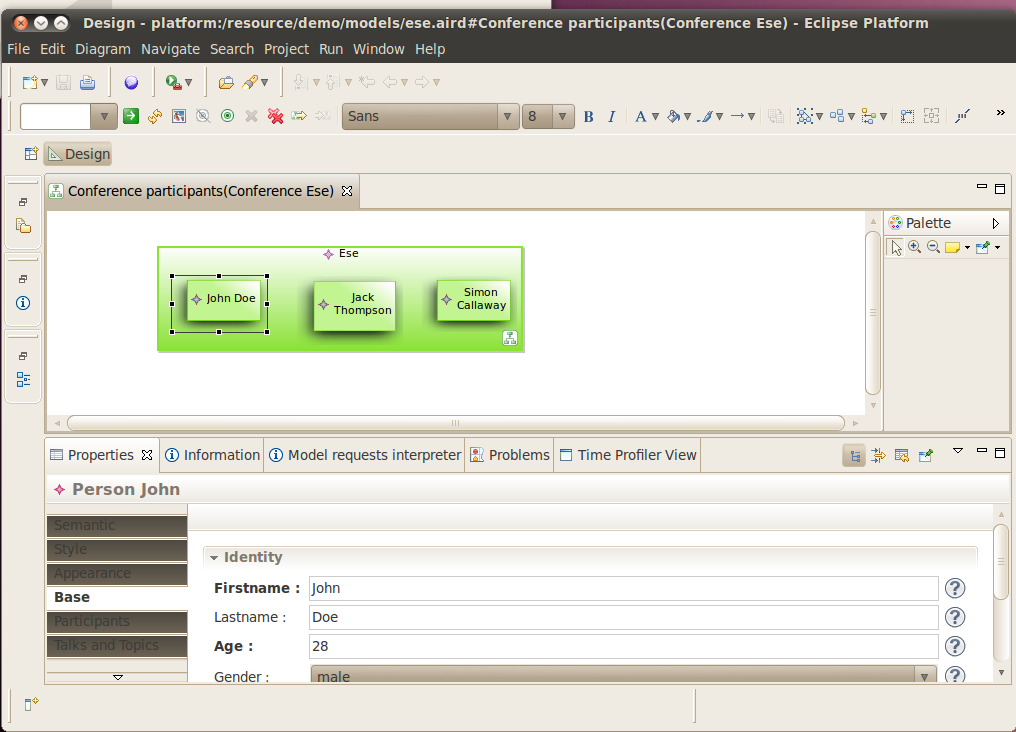 Design - platform:/resource/demo/models/ese.aird#Conference participants(Conference Ese) - Eclipse Platform
File Edit Diagram Navigate Search Project Run Window Help
Sans 8 B I A »
Design
Conference participants(Conference Ese)
Palette
Ese
John Doe
Jack
Thompson
Simon
Callaway
Properties Information Model requests interpreter Problems Time Profiler View
Person John
Semantic
Style
Appearance
Base
Participants
Talks and Topics
Identity
Firstname : John
Lastname : Doe
Age : 28
Gender : male